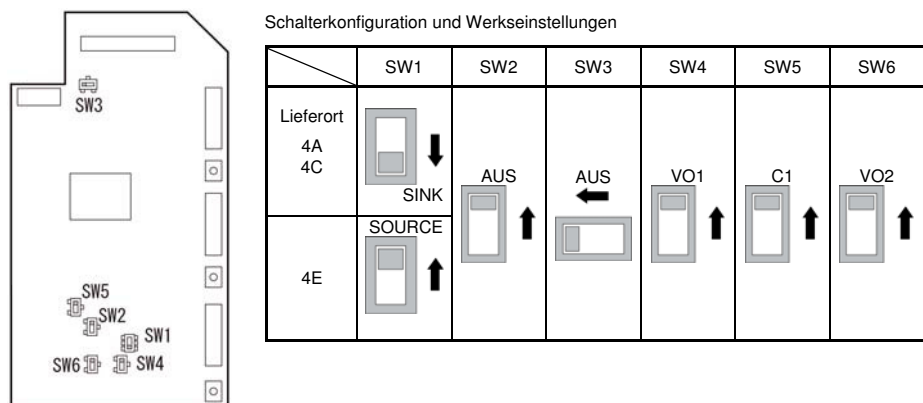 Schalterkonfiguration und Werkseinstellungen
SW1 SW2 SW3 SW4 SW5 SW6
Lieferort
4A
4C
SINK
AUS AUS VO1 C1 VO2
SOURCE
4E
SW3
SW5
SW2
SW1
SW6 SW4